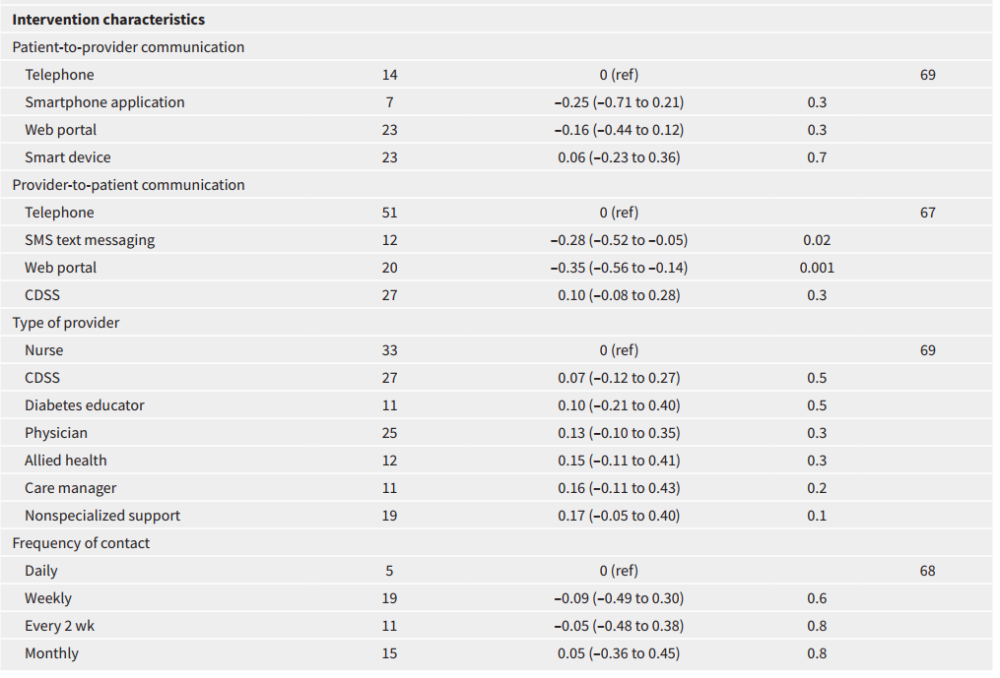 Intervention characteristics
Patient-to-provider communication
Telephone 14 0 (ref) 69
Smartphone application 7 –0.25 (–0.71 to 0.21) 0.3
Web portal 23 –0.16 (–0.44 to 0.12) 0.3
Smart device 23 0.06 (–0.23 to 0.36) 0.7
Provider-to-patient communication
Telephone 51 0 (ref) 67
SMS text messaging 12 –0.28 (–0.52 to –0.05) 0.02
Web portal 20 –0.35 (–0.56 to –0.14) 0.001
CDSS 27 0.10 (–0.08 to 0.28) 0.3
Type of provider
Nurse 33 0 (ref) 69
CDSS 27 0.07 (–0.12 to 0.27) 0.5
Diabetes educator 11 0.10 (–0.21 to 0.40) 0.5
Physician 25 0.13 (–0.10 to 0.35) 0.3
Allied health 12 0.15 (–0.11 to 0.41) 0.3
Care manager 11 0.16 (–0.11 to 0.43) 0.2
Nonspecialized support 19 0.17 (–0.05 to 0.40) 0.1
Frequency of contact
Daily 5 0 (ref) 68
Weekly 19 –0.09 (–0.49 to 0.30) 0.6
Every 2 wk 11 –0.05 (–0.48 to 0.38) 0.8
Monthly 15 0.05 (–0.36 to 0.45) 0.8